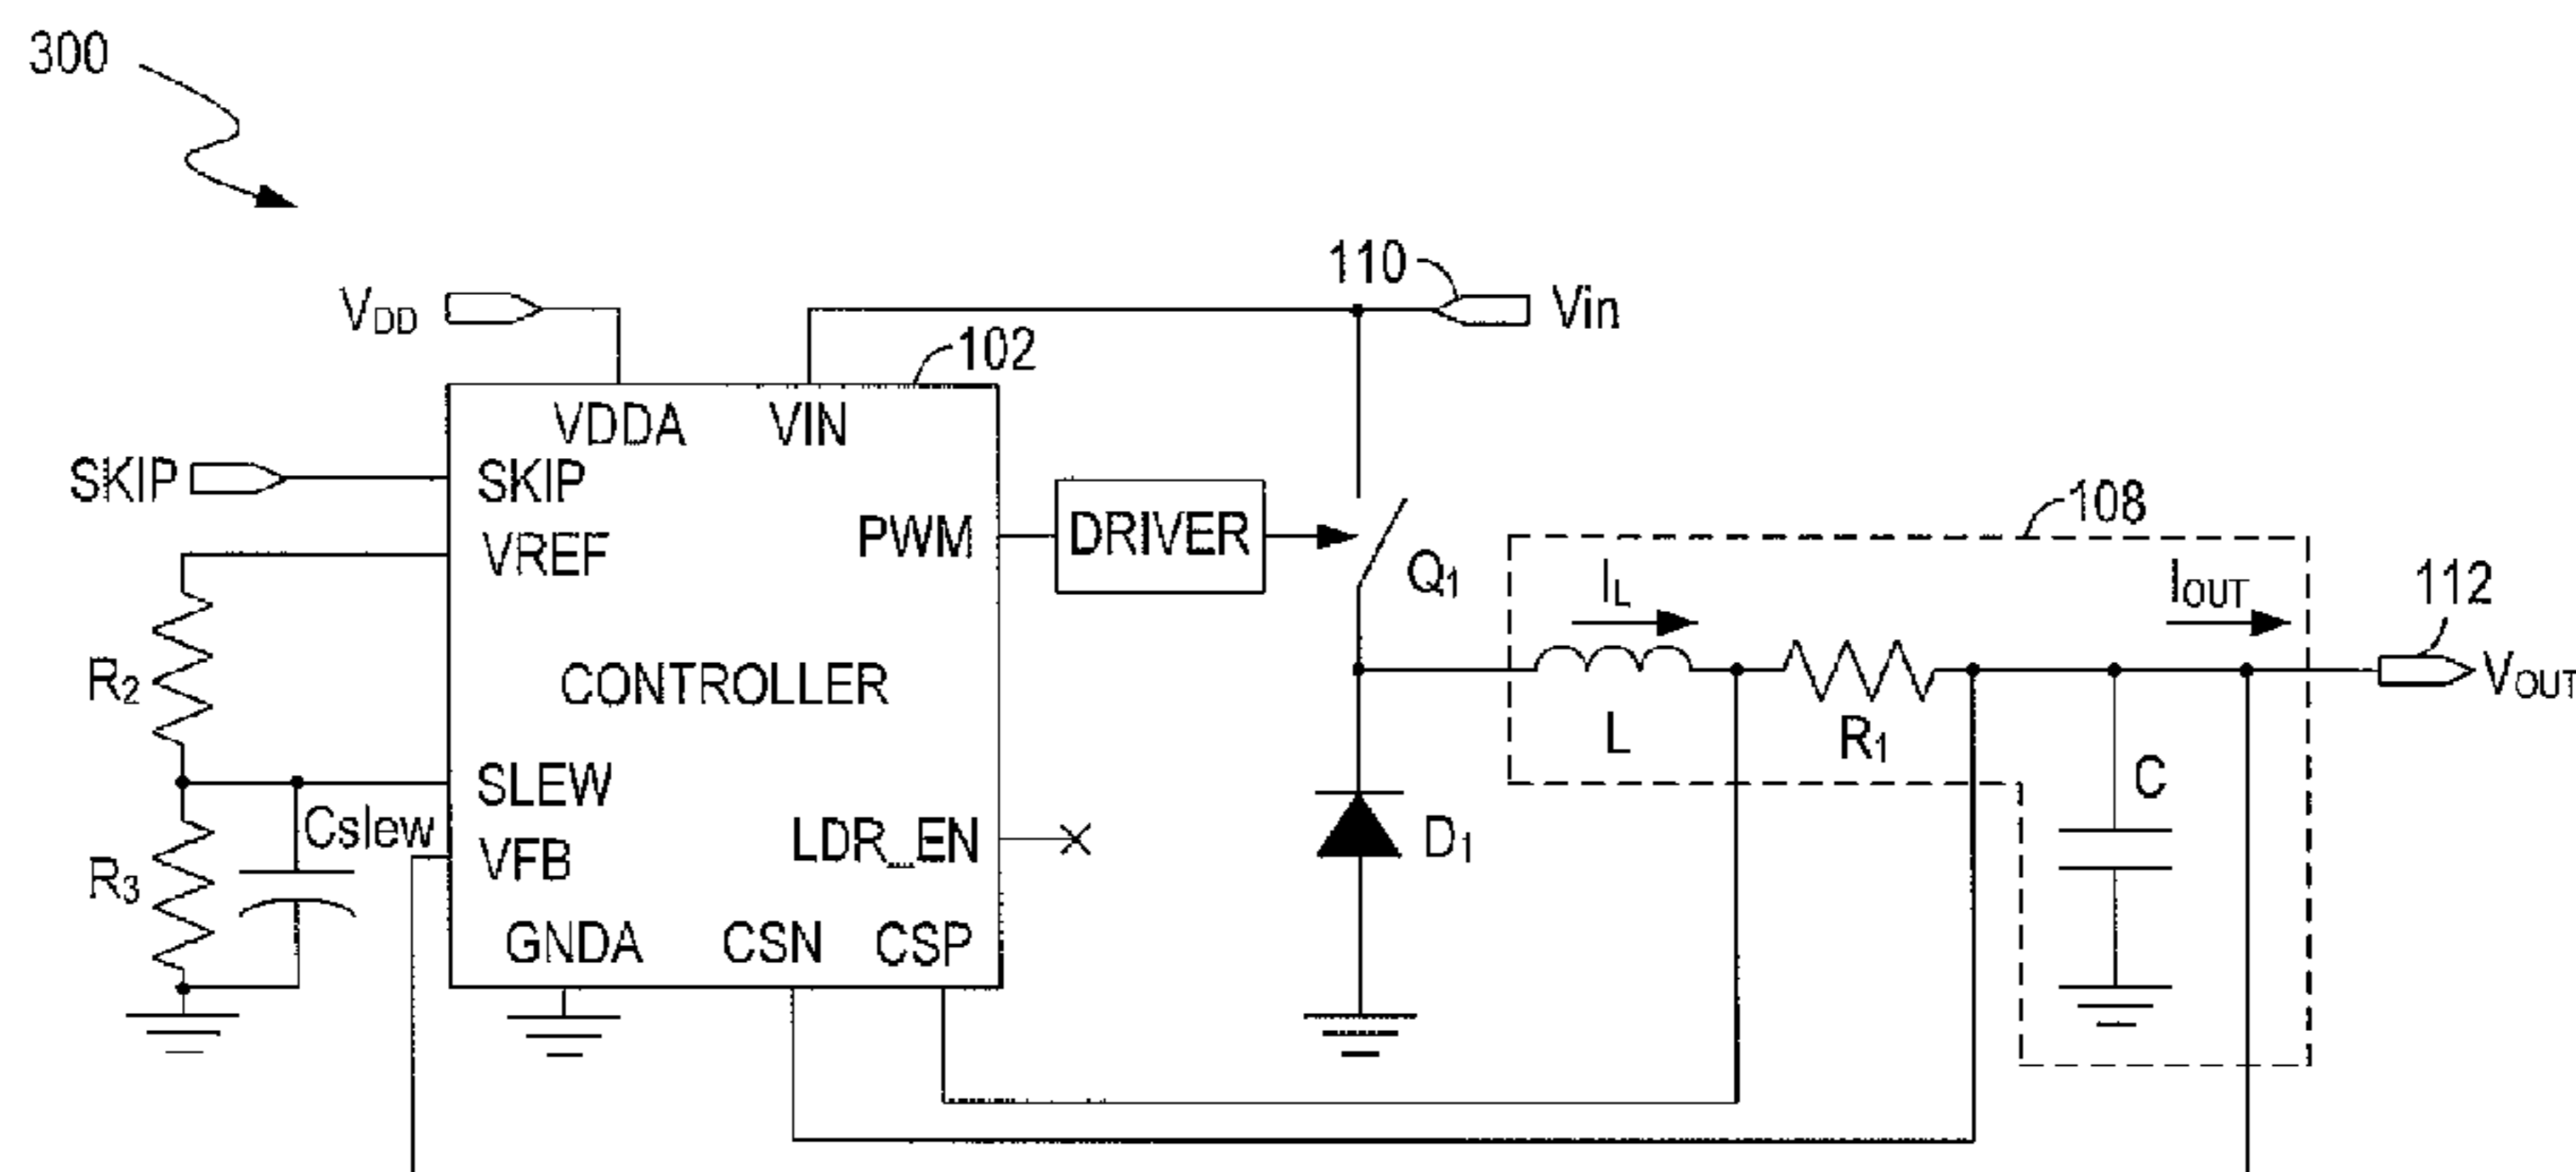 300
110
V_DD
Vin
102
VDDA VIN
SKIP
SKIP
108
VREF
PWM
DRIVER
Q1
IL
IOUT
112
R2
CONTROLLER
L
R1
VOUT
SLEW
C
Cslew
LDR_EN
D1
VFB
R3
GNDA CSN CSP